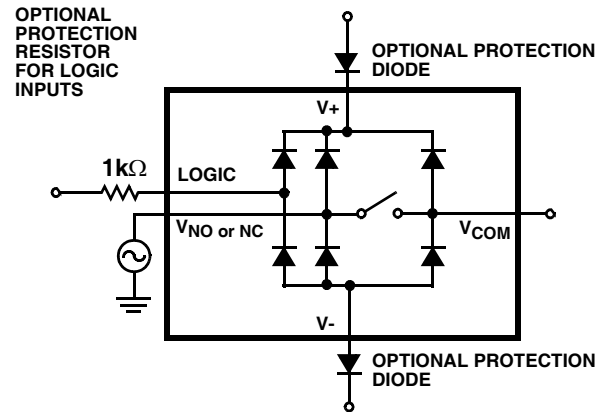 OPTIONAL
PROTECTION
RESISTOR
FOR LOGIC
INPUTS
OPTIONAL PROTECTION
DIODE
V+
1kΩ
LOGIC
VNO or NC
VCOM
V-
OPTIONAL PROTECTION
DIODE